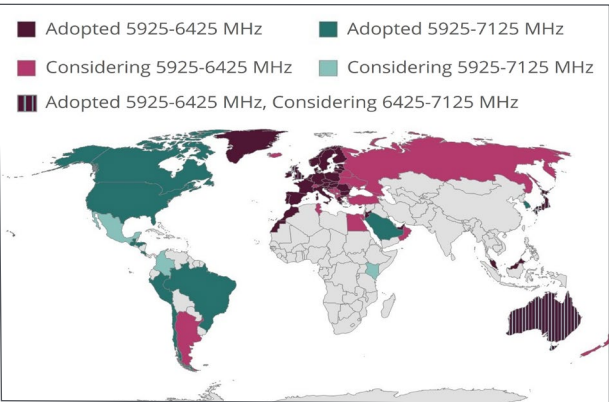 Adopted 5925-6425 MHz
Adopted 5925-7125 MHz
Considering 5925-6425 MHz
Considering 5925-7125 MHz
Adopted 5925-6425 MHz, Considering 6425-7125 MHz